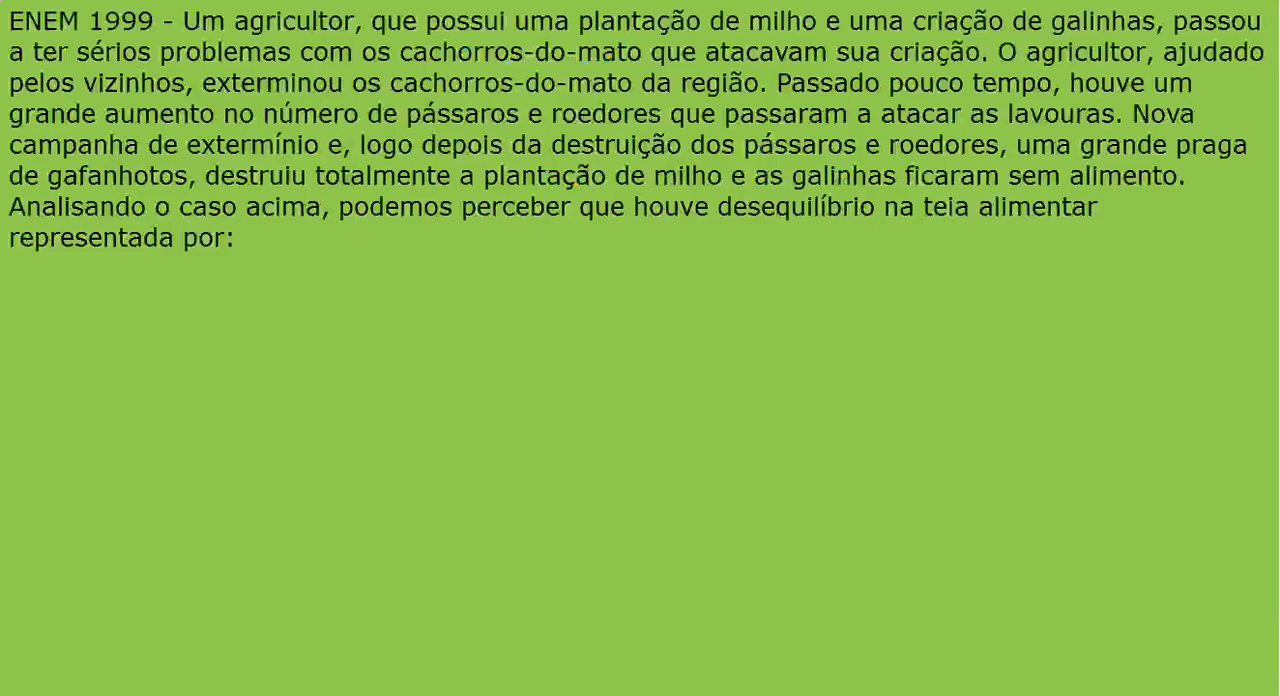 ENEM 1999 - Um agricultor, que possui uma plantação de milho e uma criação de galinhas, passou
a ter sérios problemas com os cachorros-do-mato que atacavam sua criação. O agricultor, ajudado
pelos vizinhos, exterminou os cachorros-do-mato da região. Passado pouco tempo, houve um
grande aumento no número de pássaros e roedores que passaram a atacar as lavouras. Nova
campanha de extermínio e, logo depois da destruição dos pássaros e roedores, uma grande praga
de gafanhotos, destruiu totalmente a plantação de milho e as galinhas ficaram sem alimento.
Analisando o caso acima, podemos perceber que houve desequilíbrio na teia alimentar
representada por: